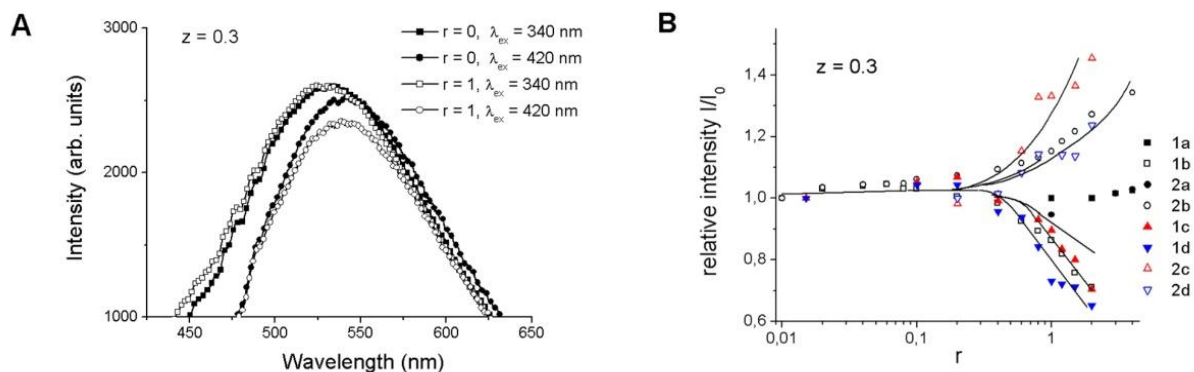 A
z = 0.3
r = 0, λex = 340 nm
r = 0, λex = 420 nm
r = 1, λex = 340 nm
r = 1, λex = 420 nm
3000
2000
1000
Intensity (arb. units)
450 500 550 600 650
Wavelength (nm)
B
z = 0.3
1,4
1,2
1,0
0,8
0,6
relative intensity I/I0
0,01 0,1 1
r
1a
1b
2a
2b
1c
1d
2c
2d